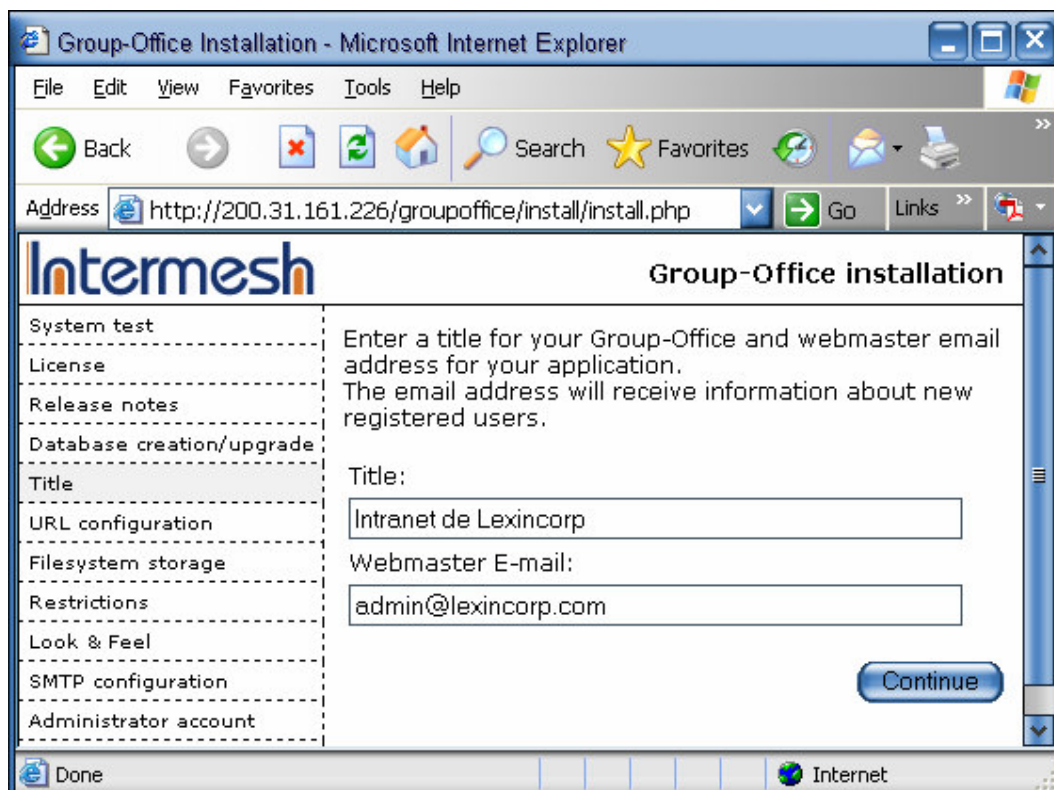 Group-Office Installation - Microsoft Internet Explorer
File Edit View Favorites Tools Help
Back Search Favorites
Address http://200.31.161.226/groupoffice/install/install.php Go Links
Intermesh
Group-Office installation
System test
License
Release notes
Database creation/upgrade
Title
URL configuration
Filesystem storage
Restrictions
Look & Feel
SMTP configuration
Administrator account
Enter a title for your Group-Office and webmaster email
address for your application.
The email address will receive information about new
registered users.
Title:
Intranet de Lexincorp
Webmaster E-mail:
admin@lexincorp.com
Continue
Done Internet